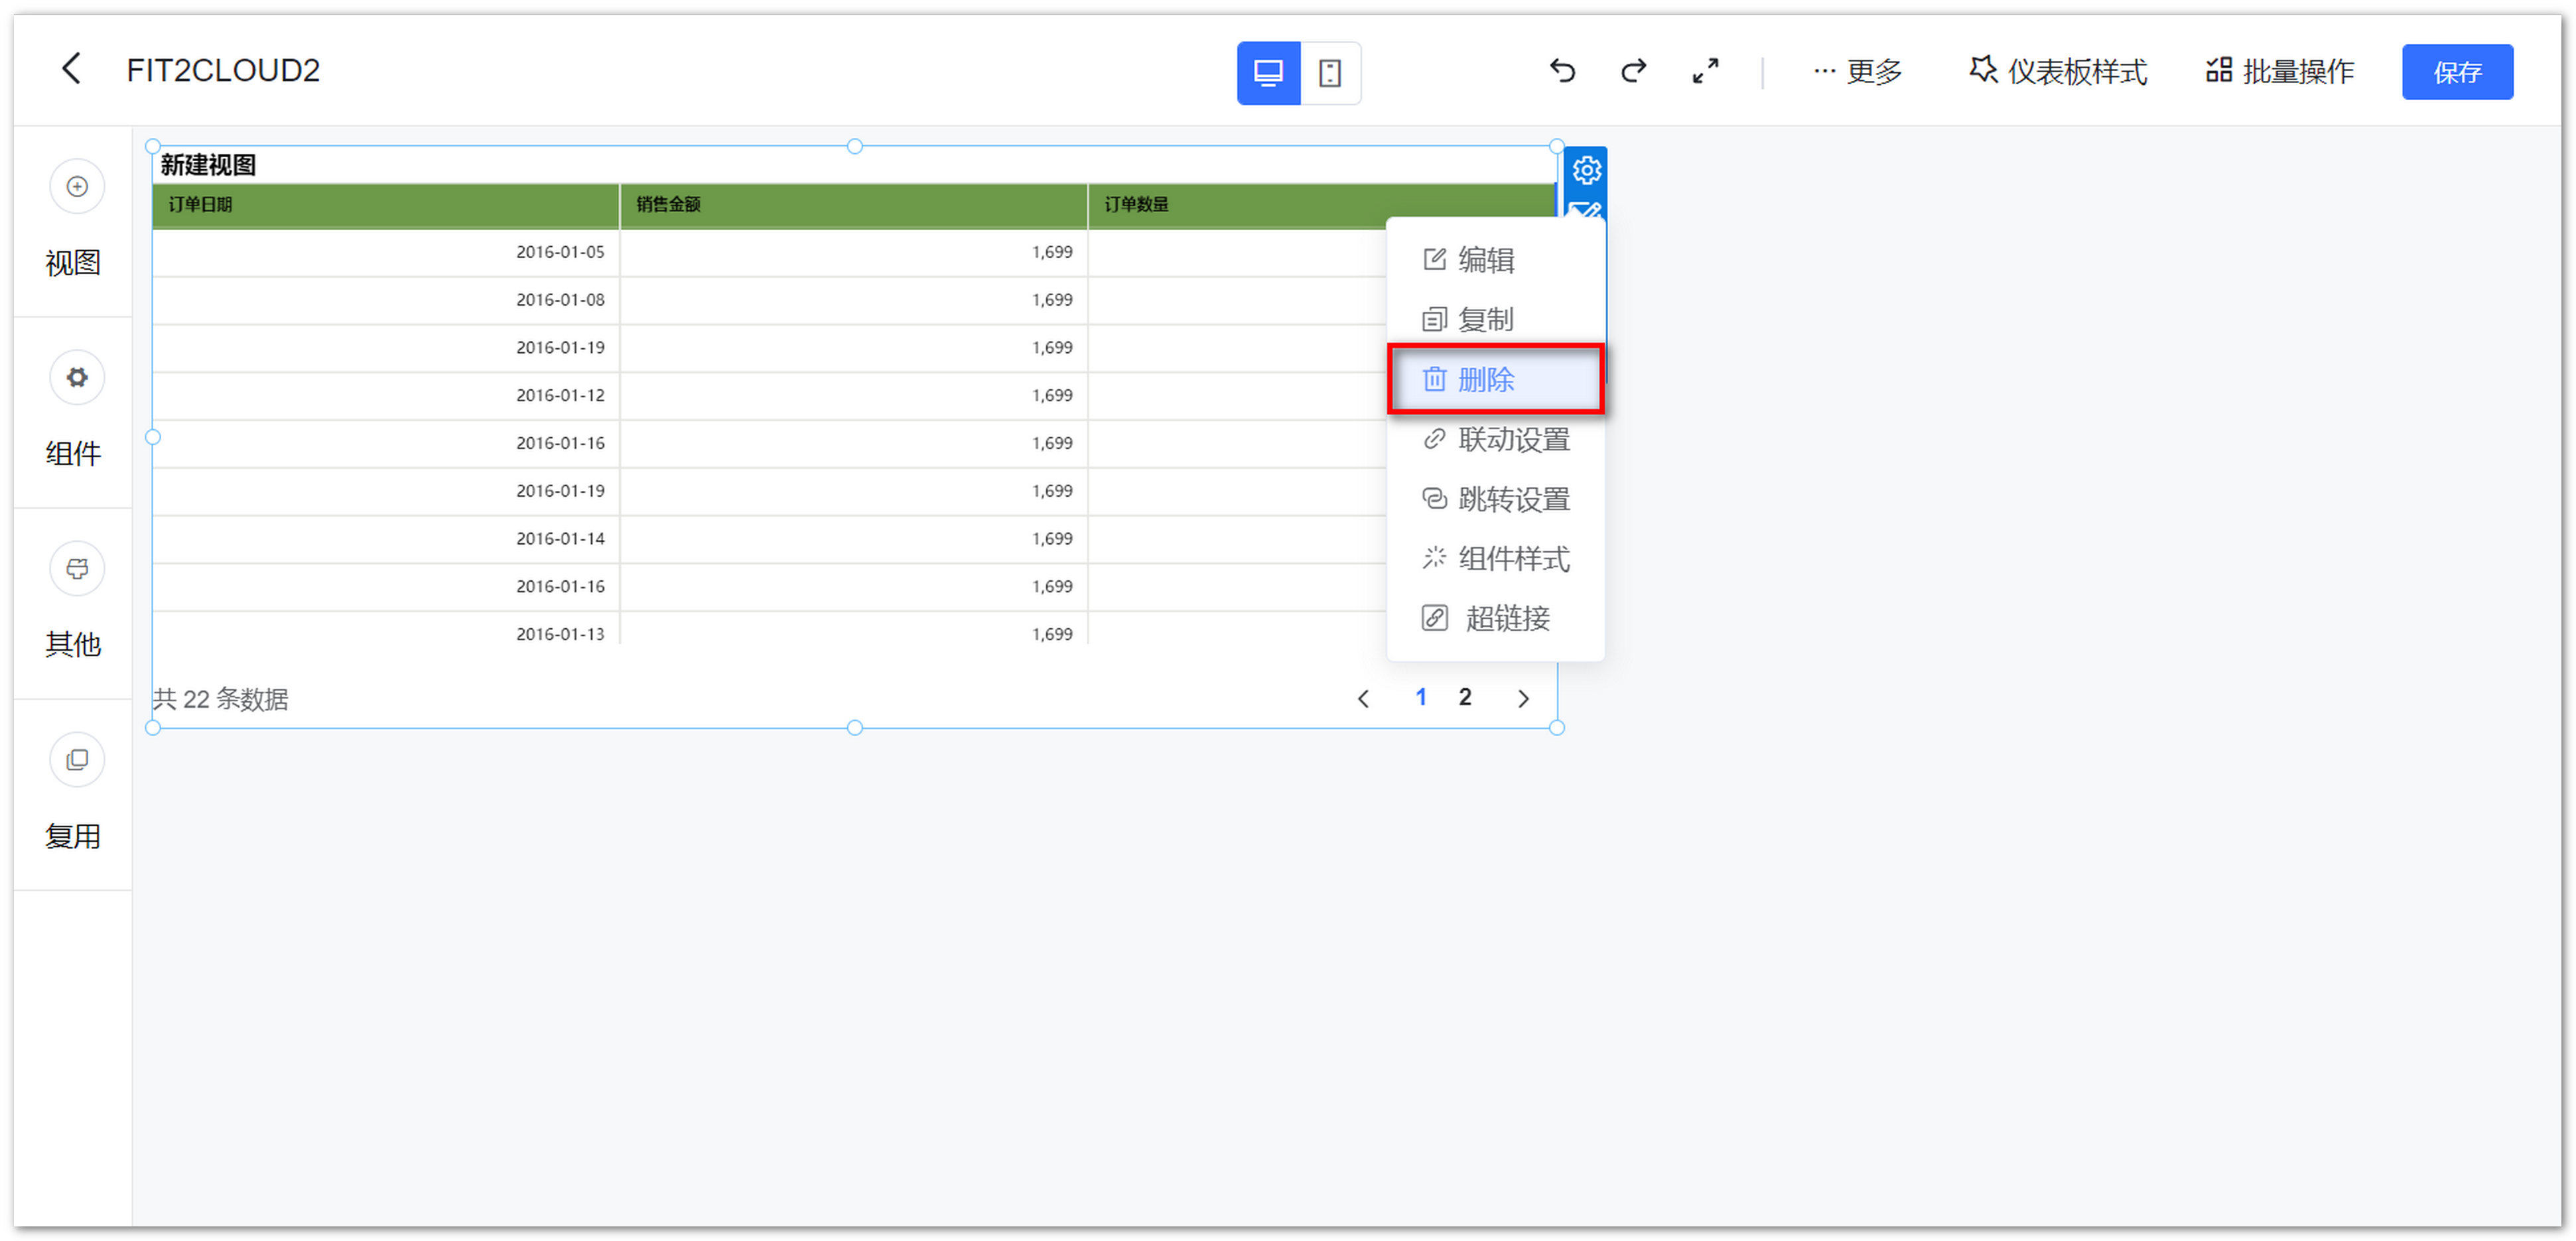 FIT2CLOUD2
更多
仪表板样式
批量操作
保存
视图
组件
其他
复用
新建视图
订单日期 销售金额 订单数量
2016-01-05 1,699
2016-01-08 1,699
2016-01-19 1,699
2016-01-12 1,699
2016-01-16 1,699
2016-01-19 1,699
2016-01-14 1,699
2016-01-16 1,699
2016-01-13 1,699
共 22 条数据
1 2
编辑
复制
删除
联动设置
跳转设置
组件样式
超链接